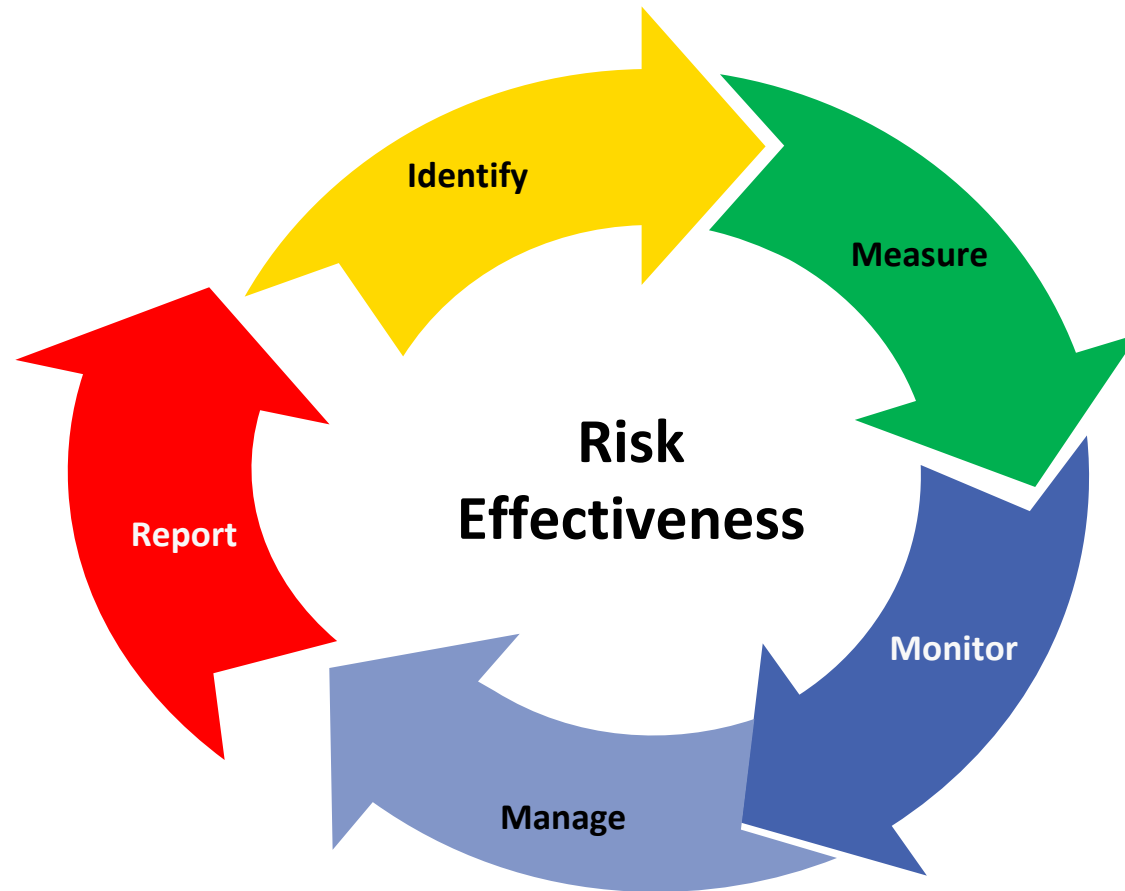 Identify
Measure
Risk
Effectiveness
Report
Monitor
Manage